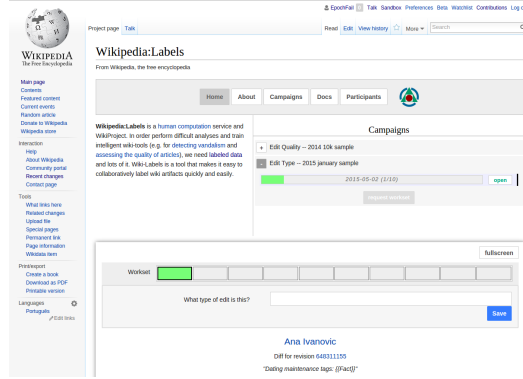 EpochFail Talk Sandbox Preferences Beta Watchlist Contributions Log o
Project page Talk Read Edit View history More Search
WIKIPEDIA
The Free Encyclopedia
Wikipedia:Labels
From Wikipedia, the free encyclopedia
Home About Campaigns Docs Participants
Main page
Contents
Featured content
Current events
Random article
Donate to Wikipedia
Wikipedia store
Interaction
Help
About Wikipedia
Community portal
Recent changes
Contact page
Tools
What links here
Related changes
Upload file
Special pages
Permanent link
Page information
Wikidata item
Print/export
Create a book
Download as PDF
Printable version
Languages
Português
Edit links
Wikipedia:Labels is a human computation service and
WikiProject. In order perform difficult analyses and train
intelligent wiki-tools (e.g. for detecting vandalism and
assessing the quality of articles), we need labeled data
and lots of it. Wiki-Labels is a tool that makes it easy to
collaboratively label wiki artifacts quickly and easily.
Campaigns
+ Edit Quality -- 2014 10k sample
- Edit Type -- 2015 january sample
2015-05-02 (1/10) open
request workset
fullscreen
Workset
What type of edit is this?
Save
Ana Ivanovic
Diff for revision 648311155
"Dating maintenance tags: {{Fact}}"